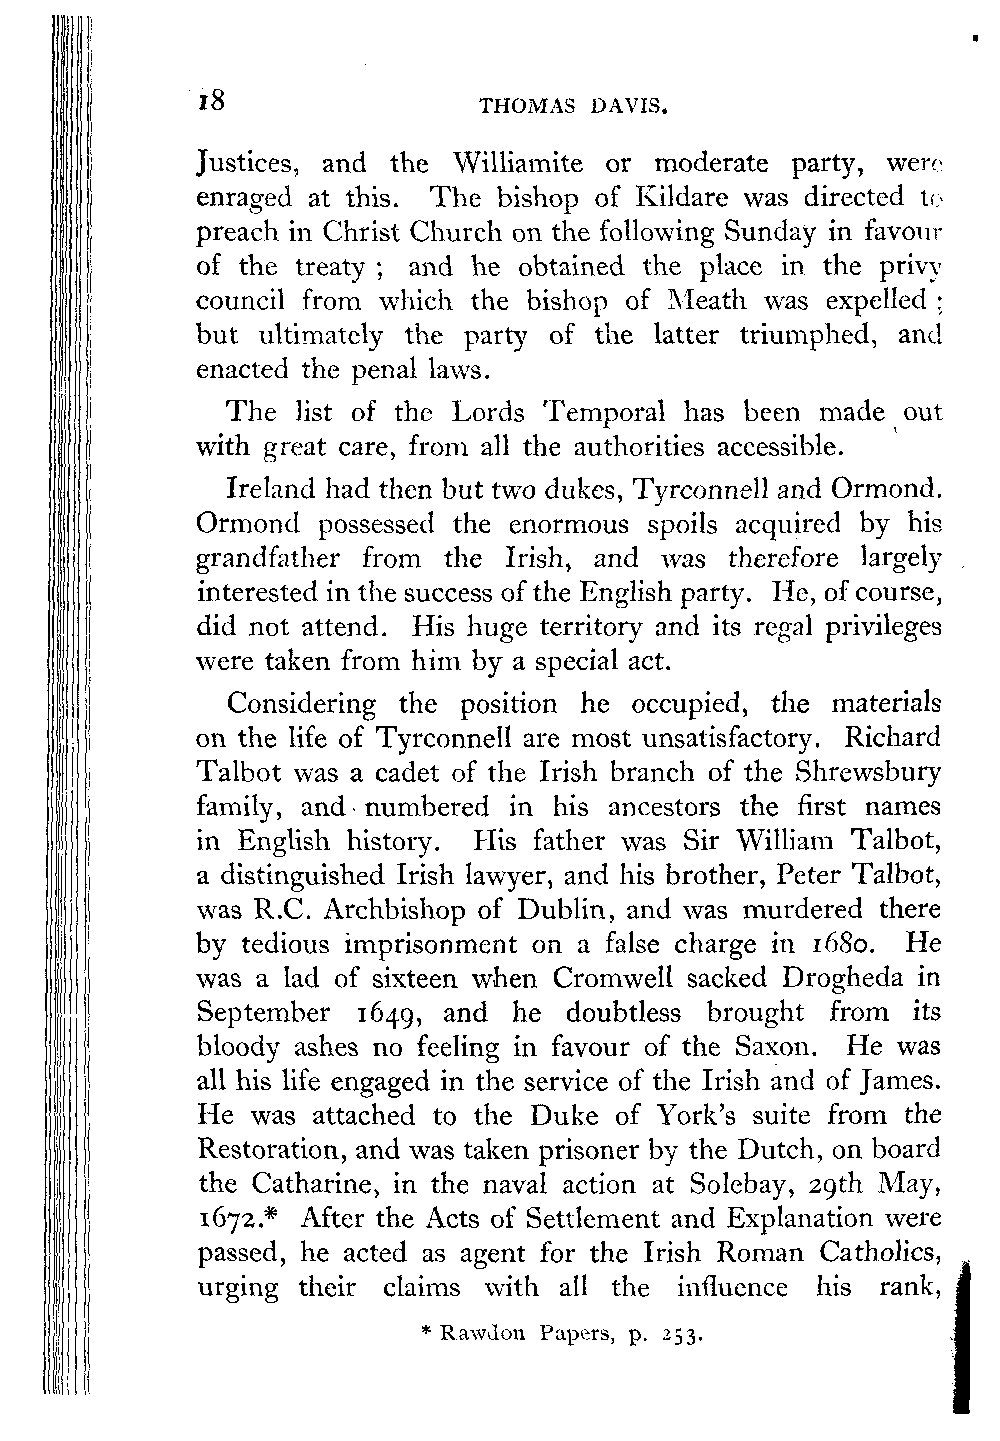 18 THOMAS DAVIS.
Justices, and the Williamite or moderate party, were
enraged at this. The bishop of Kildare was directed to
preach in Christ Church on the following Sunday in favour
of the treaty ; and he obtained the place in the privy
council from which the bishop of Meath was expelled ;
but ultimately the party of the latter triumphed, and
enacted the penal laws.
The list of the Lords Temporal has been made out
with great care, from all the authorities accessible.
Ireland had then but two dukes, Tyrconnell and Ormond.
Ormond possessed the enormous spoils acquired by his
grandfather from the Irish, and was therefore largely
interested in the success of the English party. He, of course,
did not attend. His huge territory and its regal privileges
were taken from him by a special act.
Considering the position he occupied, the materials
on the life of Tyrconnell are most unsatisfactory. Richard
Talbot was a cadet of the Irish branch of the Shrewsbury
family, and numbered in his ancestors the first names
in English history. His father was Sir William Talbot,
a distinguished Irish lawyer, and his brother, Peter Talbot,
was R.C. Archbishop of Dublin, and was murdered there
by tedious imprisonment on a false charge in 1680. He
was a lad of sixteen when Cromwell sacked Drogheda in
September 1649, and he doubtless brought from its
bloody ashes no feeling in favour of the Saxon. He was
all his life engaged in the service of the Irish and of James.
He was attached to the Duke of York's suite from the
Restoration, and was taken prisoner by the Dutch, on board
the Catharine, in the naval action at Solebay, 29th May,
1672.* After the Acts of Settlement and Explanation were
passed, he acted as agent for the Irish Roman Catholics,
urging their claims with all the influence his rank,
* Rawdon Papers, p. 253.